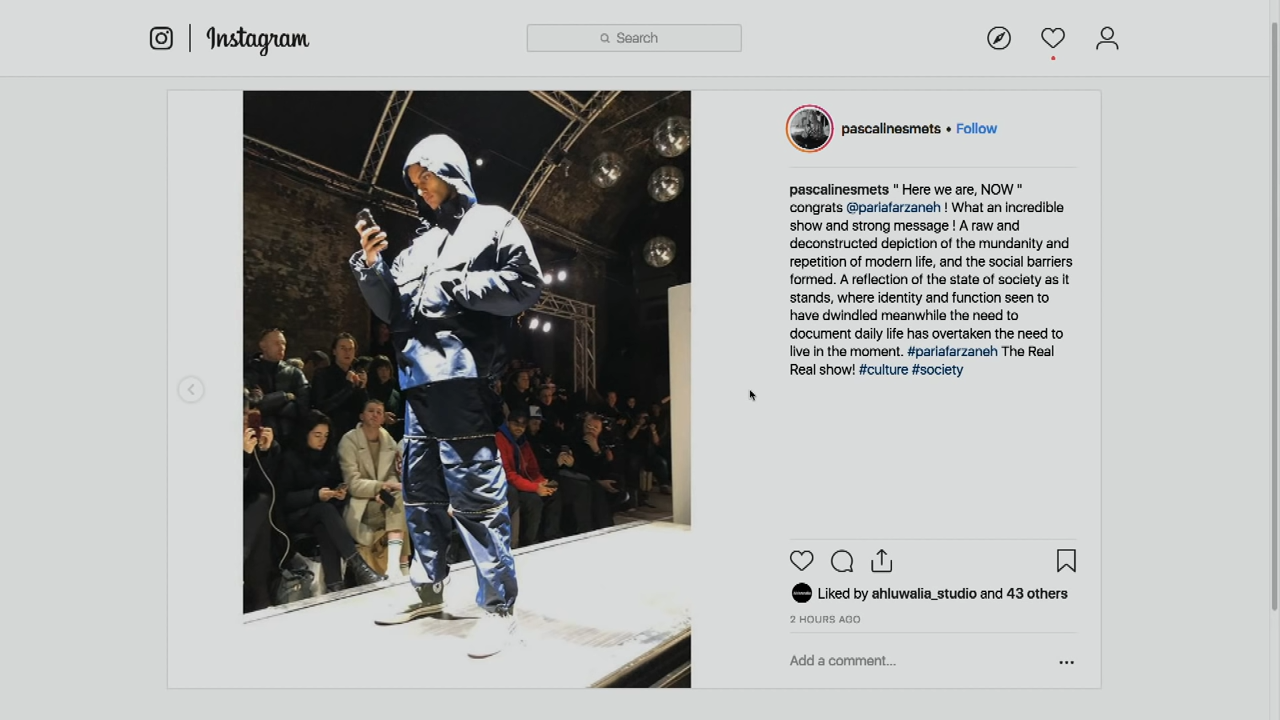 Instagram
Search
pascalinesmets • Follow
pascalinesmets " Here we are, NOW "
congrats @pariafarzaneh ! What an incredible
show and strong message ! A raw and
deconstructed depiction of the mundanity and
repetition of modern life, and the social barriers
formed. A reflection of the state of society as it
stands, where identity and function seen to
have dwindled meanwhile the need to
document daily life has overtaken the need to
live in the moment. #pariafarzaneh The Real
Real show! #culture #society
Liked by ahluwalia_studio and 43 others
2 HOURS AGO
Add a comment...